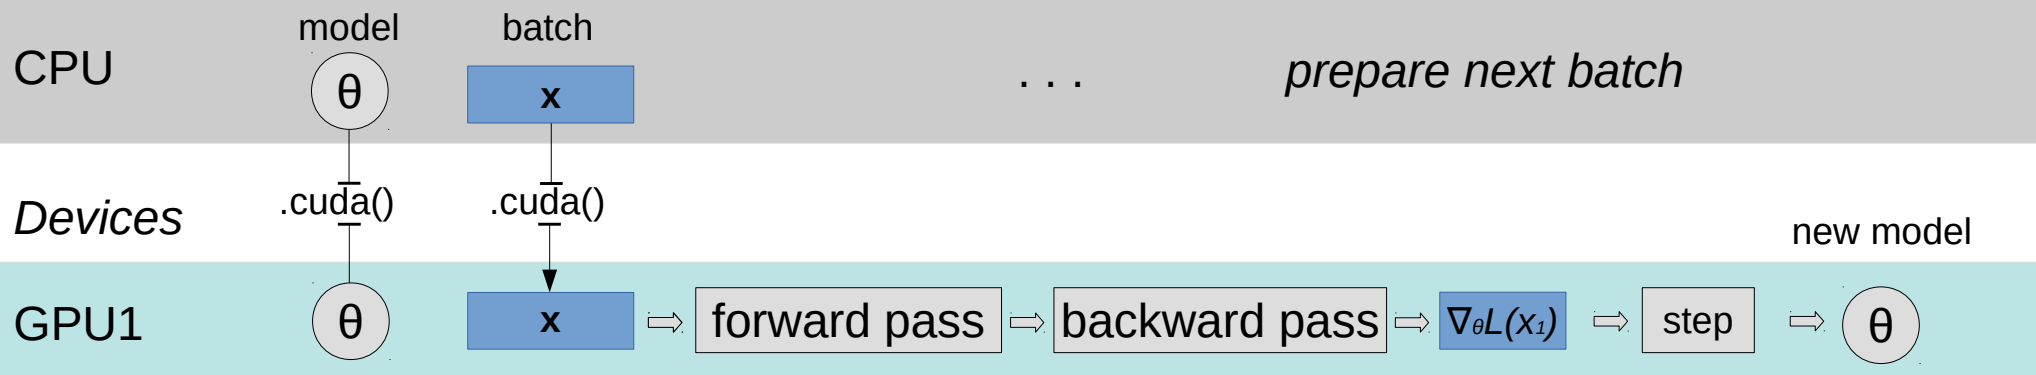 model batch
CPU θ x . . . prepare next batch
Devices .cuda() .cuda() new model
GPU1 θ x forward pass backward pass ∇θL(x₁) step θ